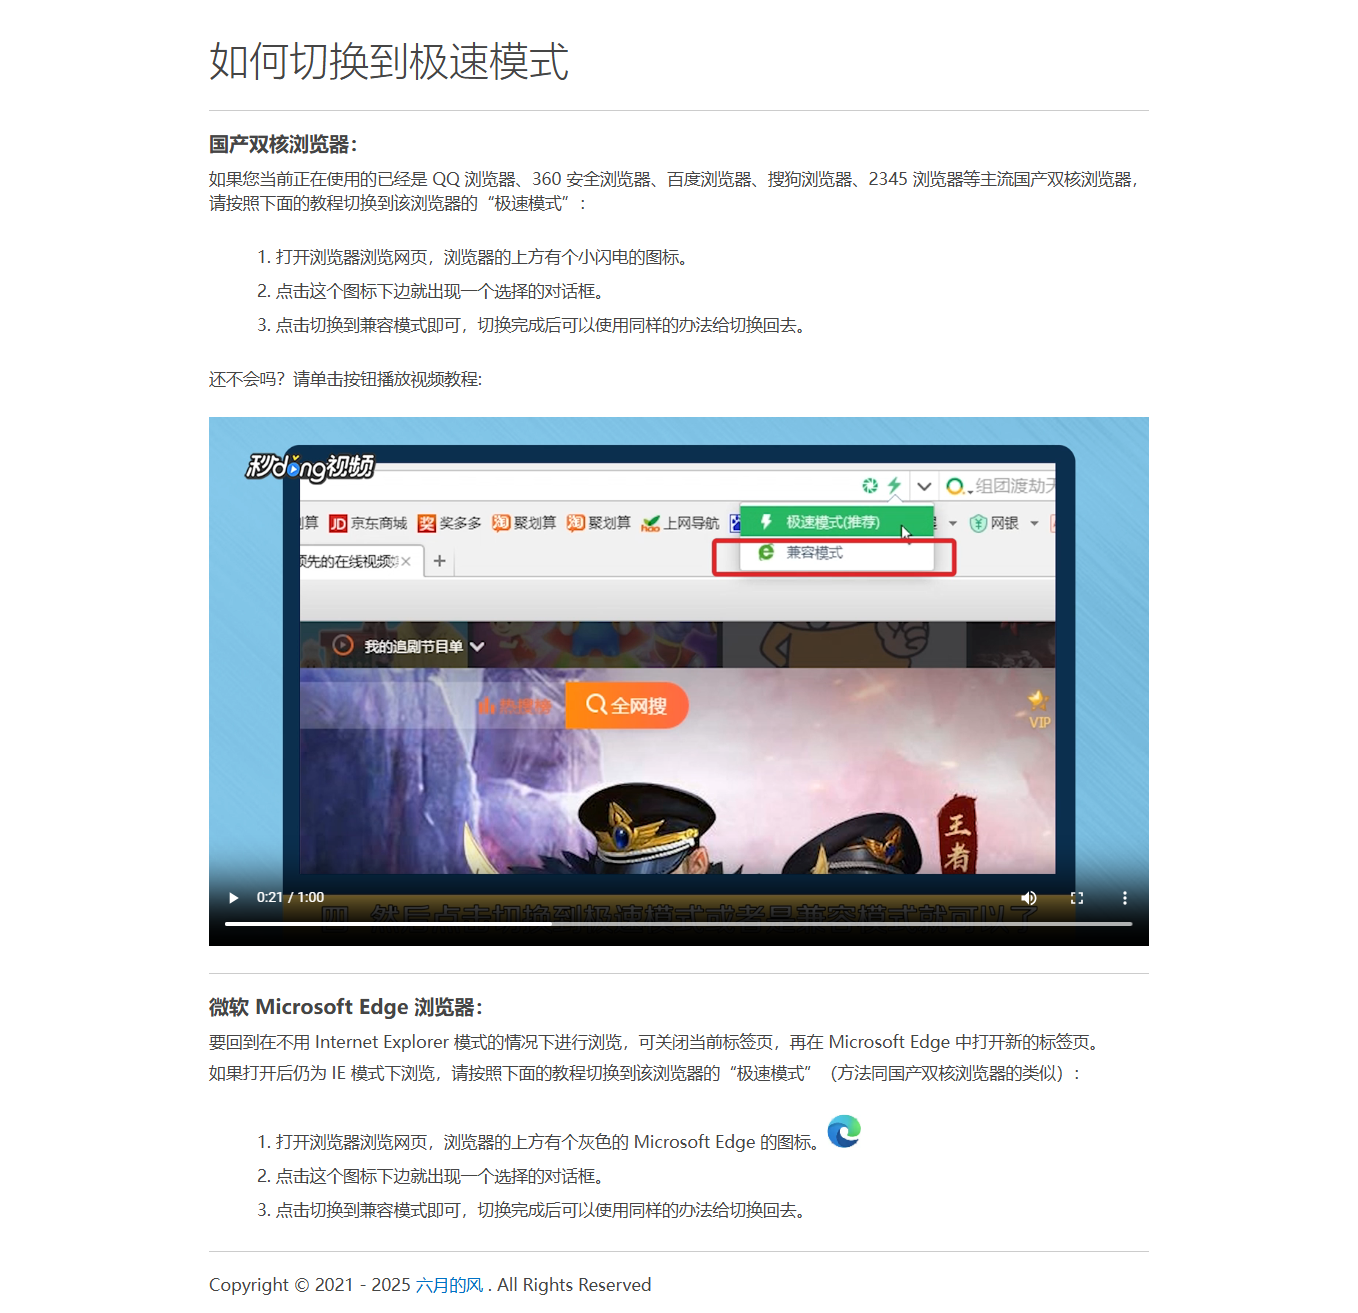 如何切换到极速模式
国产双核浏览器：
如果您当前正在使用的已经是 QQ 浏览器、360 安全浏览器、百度浏览器、搜狗浏览器、2345 浏览器等主流国产双核浏览器，
请按照下面的教程切换到该浏览器的“极速模式”：
1. 打开浏览器浏览网页，浏览器的上方有个小闪电的图标。
2. 点击这个图标下边就出现一个选择的对话框。
3. 点击切换到兼容模式即可，切换完成后可以使用同样的办法给切换回去。
还不会吗？请单击按钮播放视频教程:
秒dong视频
组团渡劫
划算 JD 京东商城 奖 奖多多 淘 聚划算 淘 聚划算 hao 上网导航 极速模式(推荐) 网银
兼容模式
先的在线视频 × +
我的追剧节目单
热搜榜 全网搜
VIP
王者
0:21 / 1:00
四、然后点击切换到极速模式或者是兼容模式就可以了
微软 Microsoft Edge 浏览器：
要回到在不用 Internet Explorer 模式的情况下进行浏览，可关闭当前标签页，再在 Microsoft Edge 中打开新的标签页。
如果打开后仍为 IE 模式下浏览，请按照下面的教程切换到该浏览器的“极速模式”（方法同国产双核浏览器的类似）：
1. 打开浏览器浏览网页，浏览器的上方有个灰色的 Microsoft Edge 的图标。
2. 点击这个图标下边就出现一个选择的对话框。
3. 点击切换到兼容模式即可，切换完成后可以使用同样的办法给切换回去。
Copyright © 2021 - 2025 六月的风 . All Rights Reserved